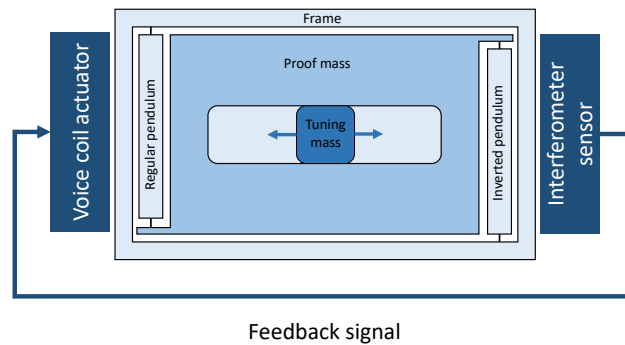 Frame
Voice coil actuator
Regular pendulum
Proof mass
Tuning
mass
Inverted pendulum
Interferometer
sensor
Feedback signal